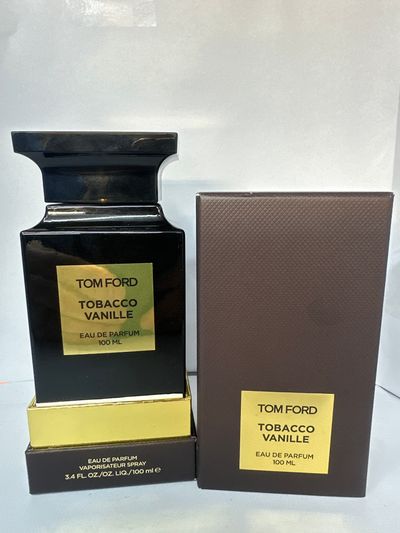 TOM FORD
TOBACCO
VANILLE
EAU DE PARFUM
100 ML
EAU DE PARFUM
VAPORISATEUR SPRAY
3.4 FL. OZ./OZ. LIQ./100 ml e
TOM FORD
TOBACCO
VANILLE
EAU DE PARFUM
100 ML